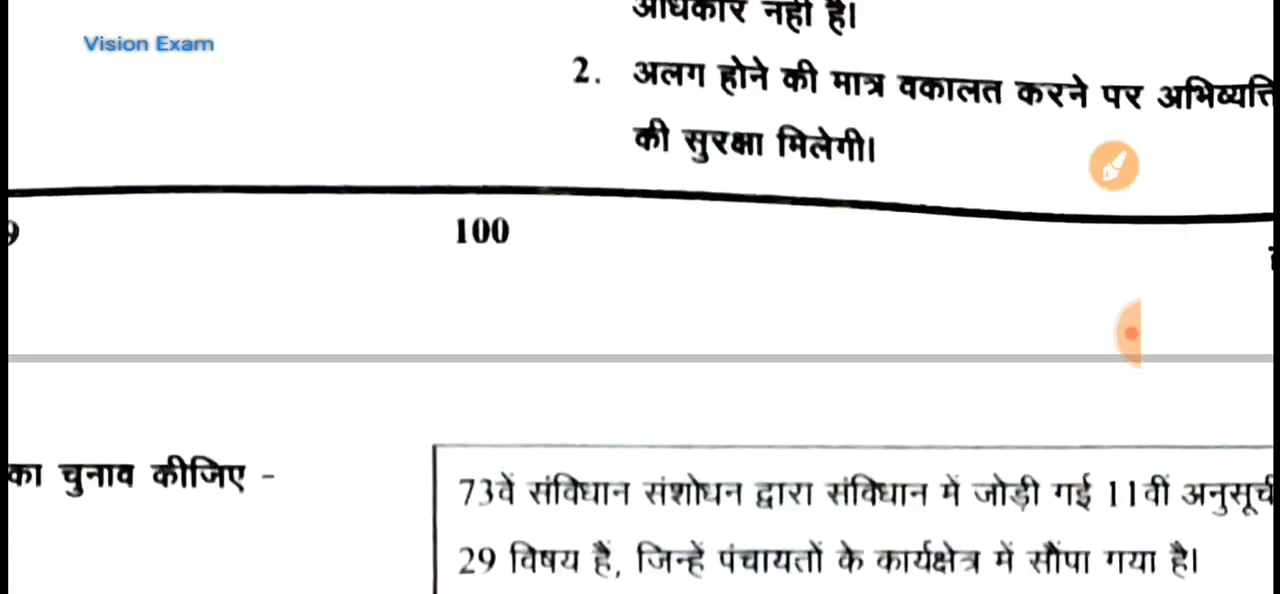 अधिकार नहीं है।
Vision Exam
2. अलग होने की मात्र वकालत करने पर अभिव्यक्ति
की सुरक्षा मिलेगी।
100
का चुनाव कीजिए -
73वें संविधान संशोधन द्वारा संविधान में जोड़ी गई 11वीं अनुसूची
29 विषय हैं, जिन्हें पंचायतों के कार्यक्षेत्र में सौंपा गया है।